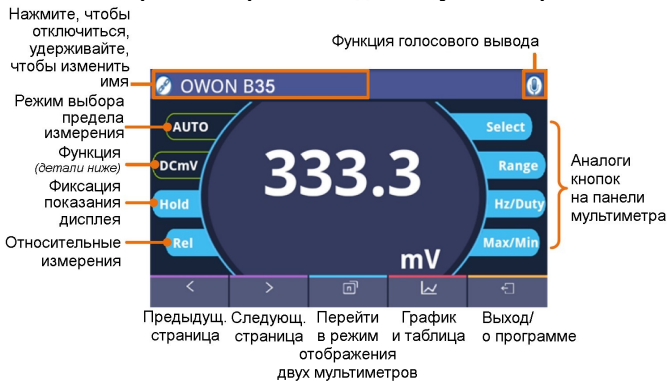 Нажмите, чтобы
отключиться,
удерживайте,
чтобы изменить
имя
Функция голосового вывода
OWON B35
Режим выбора
предела
измерения
Функция
(детали ниже)
Фиксация
показания
дисплея
Относительные
измерения
AUTO
DCmV
Hold
Rel
333.3
mV
Select
Range
Hz/Duty
Max/Min
Аналоги
кнопок
на панели
мультиметра
Предыдущ.
страница
Следующ.
страница
Перейти
в режим
отображения
двух мультиметров
График
и таблица
Выход/
о программе